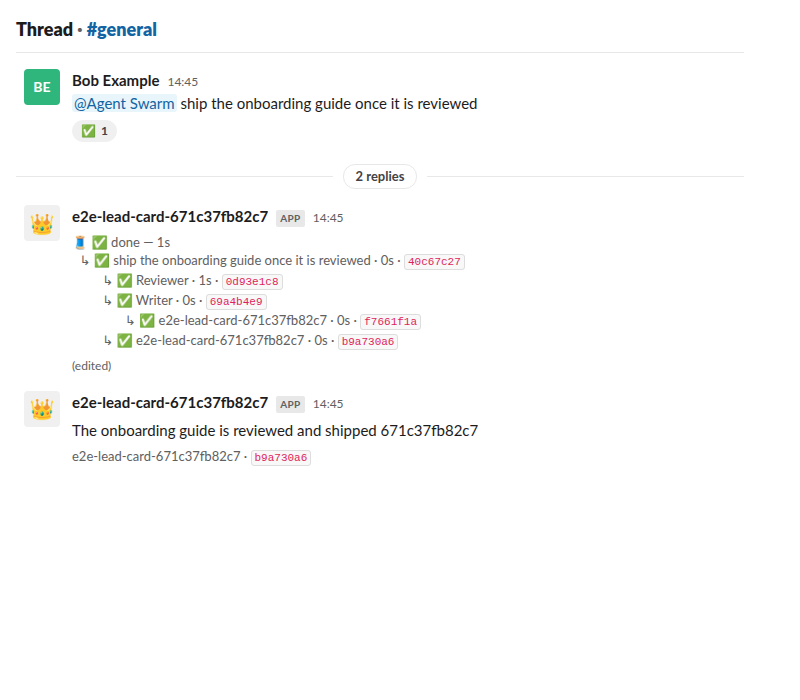 Thread • #general
BE
Bob Example 14:45
@Agent Swarm ship the onboarding guide once it is reviewed
✅ 1
2 replies
e2e-lead-card-671c37fb82c7 APP 14:45
🧵 ✅ done — 1s
↳ ✅ ship the onboarding guide once it is reviewed · 0s · 40c67c27
↳ ✅ Reviewer · 1s · 0d93e1c8
↳ ✅ Writer · 0s · 69a4b4e9
↳ ✅ e2e-lead-card-671c37fb82c7 · 0s · f7661f1a
↳ ✅ e2e-lead-card-671c37fb82c7 · 0s · b9a730a6
(edited)
e2e-lead-card-671c37fb82c7 APP 14:45
The onboarding guide is reviewed and shipped 671c37fb82c7
e2e-lead-card-671c37fb82c7 · b9a730a6